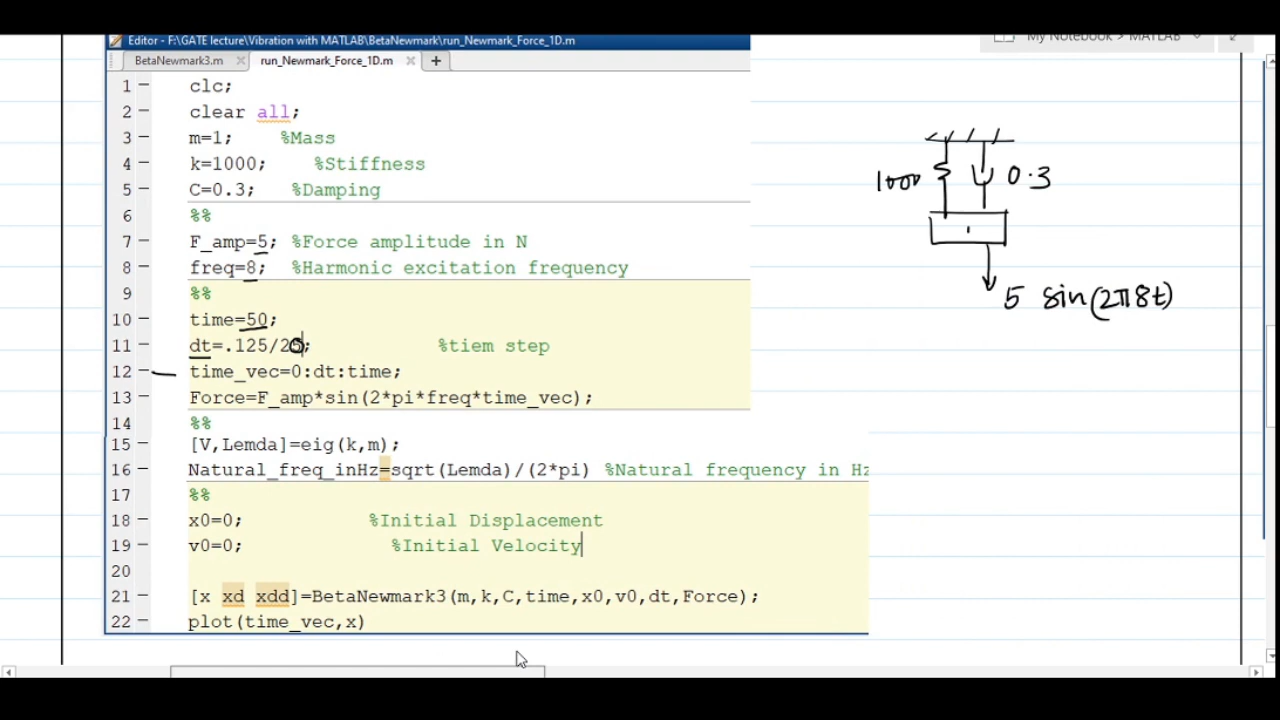 Editor - F:\GATE lecture\Vibration with MATLAB\BetaNewmark\run_Newmark_Force_1D.m
My Notebook > MATLAB
BetaNewmark3.m × run_Newmark_Force_1D.m × +
1 clc;
2 clear all;
3 m=1; %Mass
4 k=1000; %Stiffness
5 C=0.3; %Damping
6 %%
7 F_amp=5; %Force amplitude in N
8 freq=8; %Harmonic excitation frequency
9 %%
10 time=50;
11 dt=.125/20; %tiem step
12 time_vec=0:dt:time;
13 Force=F_amp*sin(2*pi*freq*time_vec);
14 %%
15 [V,Lemda]=eig(k,m);
16 Natural_freq_inHz=sqrt(Lemda)/(2*pi) %Natural frequency in Hz
17 %%
18 x0=0; %Initial Displacement
19 v0=0; %Initial Velocity
20
21 [x xd xdd]=BetaNewmark3(m,k,C,time,x0,v0,dt,Force);
22 plot(time_vec,x)
1000 0.3
1
5 sin(2π8t)